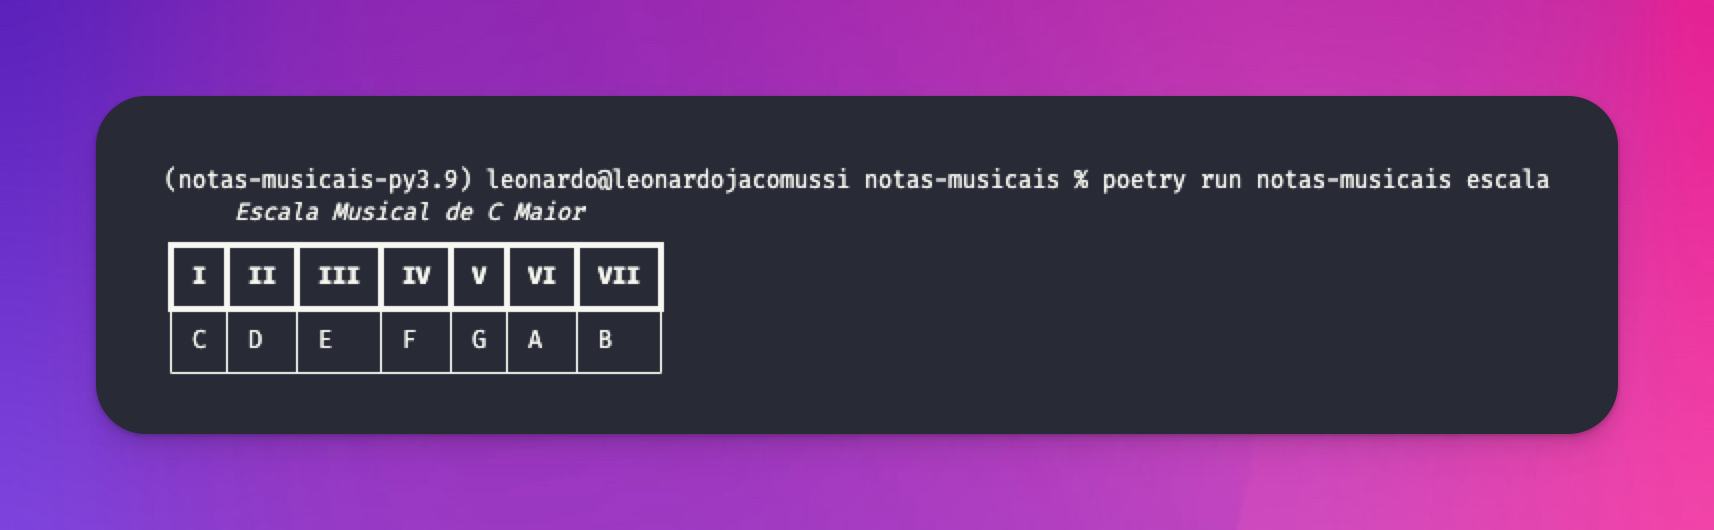 (notas-musicais-py3.9) leonardo@leonardojacomussi notas-musicais % poetry run notas-musicais escala
Escala Musical de C Maior
I II III IV V VI VII
C D E F G A B